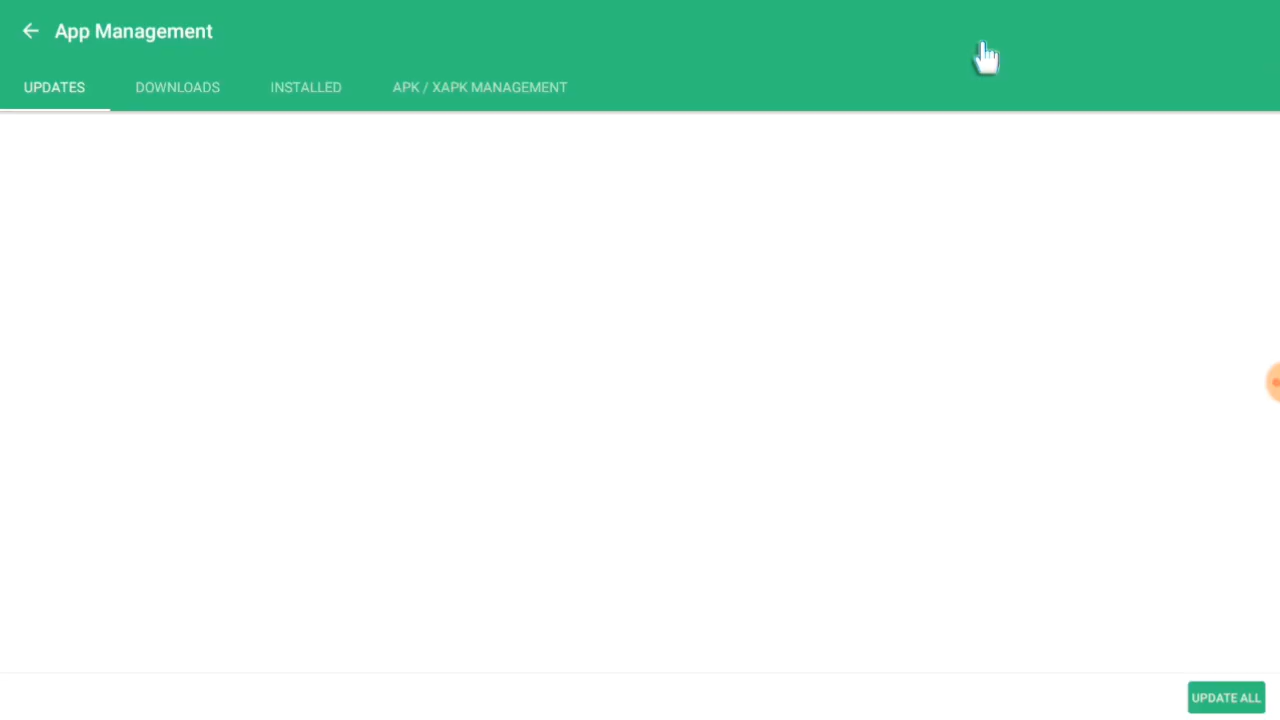 App Management
UPDATES DOWNLOADS INSTALLED APK / XAPK MANAGEMENT
UPDATE ALL